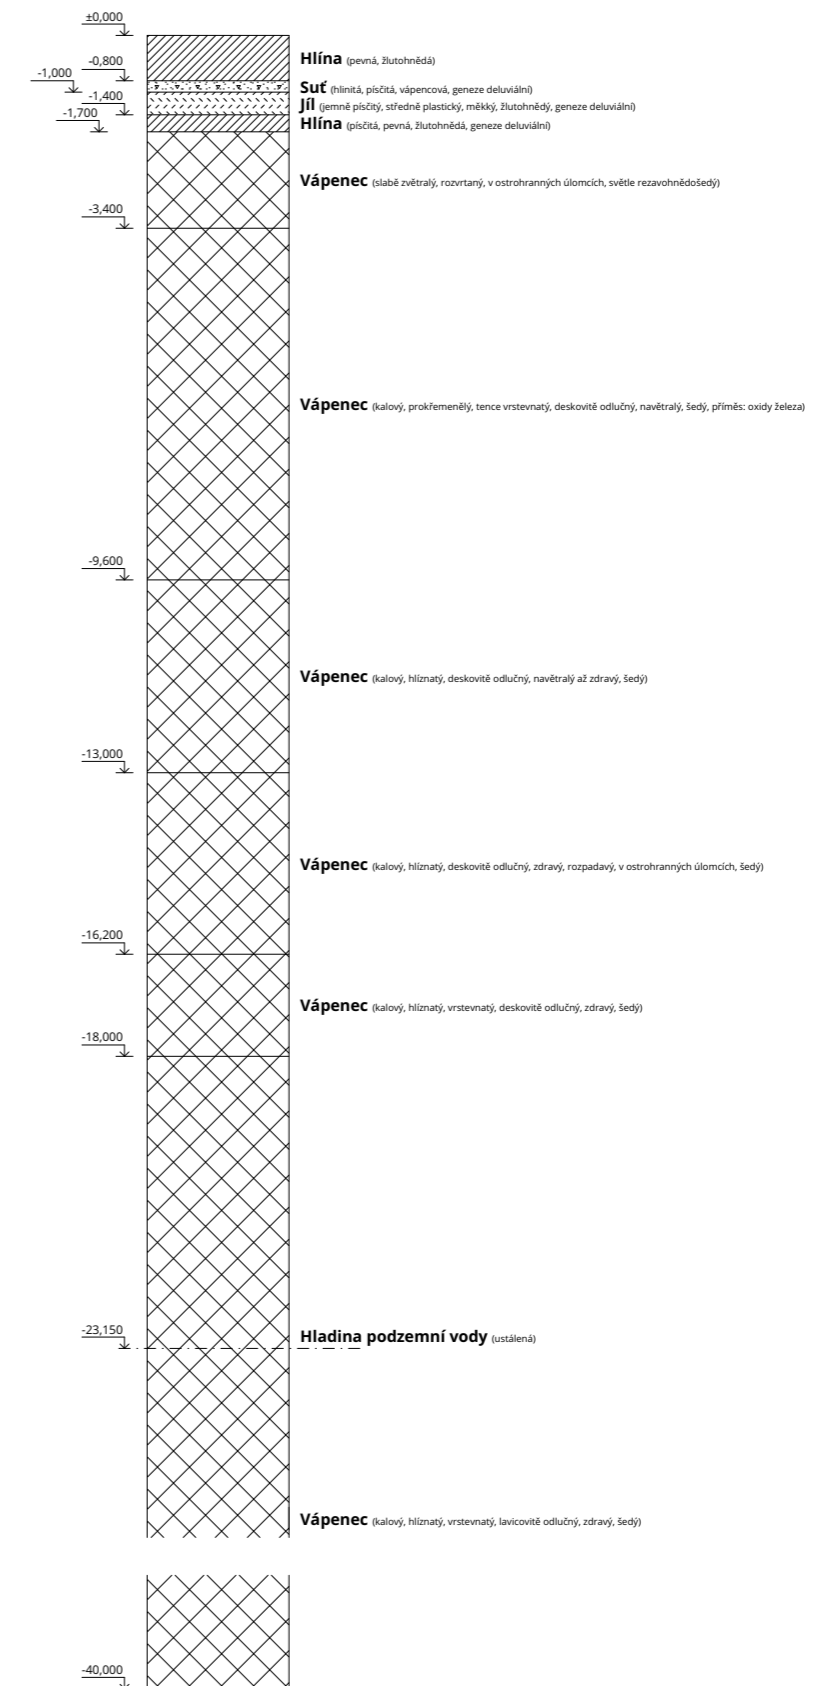 ±0,000
Hlína (pevná, žlutohnědá)
-0,800
-1,000
Suť (hlinitá, písčitá, vápencová, geneze deluviální)
-1,400
Jíl (jemně písčitý, středně plastický, měkký, žlutohnědý, geneze deluviální)
-1,700
Hlína (písčitá, pevná, žlutohnědá, geneze deluviální)
Vápenec (slabě zvětralý, rozvrtaný, v ostrohranných úlomcích, světle rezavohnědošedý)
-3,400
Vápenec (kalový, prokřemenělý, tence vrstevnatý, deskovitě odlučný, navětralý, šedý, příměs: oxidy železa)
-9,600
Vápenec (kalový, hlíznatý, deskovitě odlučný, navětralý až zdravý, šedý)
-13,000
Vápenec (kalový, hlíznatý, deskovitě odlučný, zdravý, rozpadavý, v ostrohranných úlomcích, šedý)
-16,200
Vápenec (kalový, hlíznatý, vrstevnatý, deskovitě odlučný, zdravý, šedý)
-18,000
-23,150
Hladina podzemní vody (ustálená)
Vápenec (kalový, hlíznatý, vrstevnatý, lavicovitě odlučný, zdravý, šedý)
-40,000